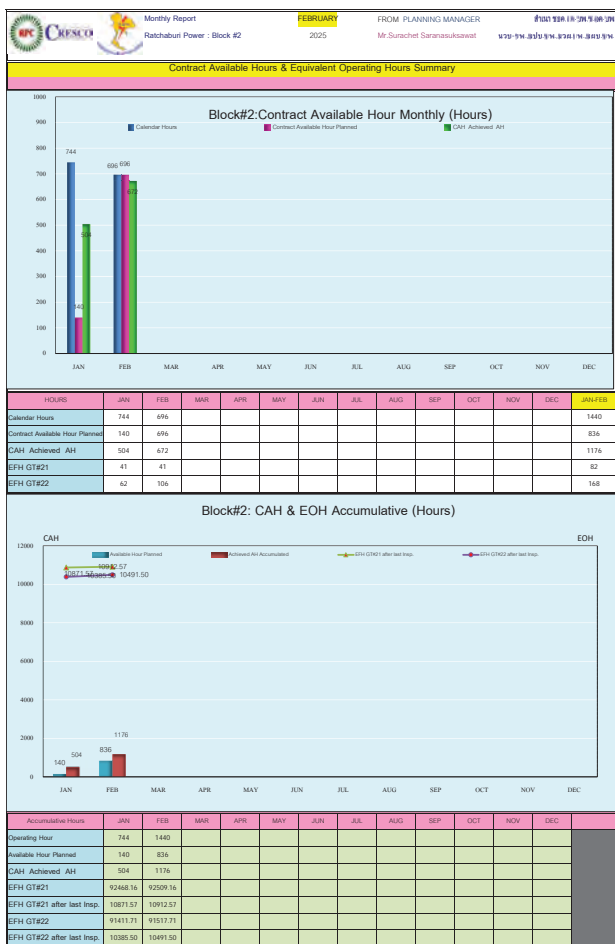 RPC CRESCO
Monthly Report FEBRUARY FROM PLANNING MANAGER
Ratchaburi Power : Block #2 2025 Mr.Surachet Saranasuksawat
Contract Available Hours & Equivalent Operating Hours Summary
Block#2:Contract Available Hour Monthly (Hours)
Calendar Hours Contract Available Hour Planned CAH Achieved AH
1000
900
800
700
600
500
400
300
200
100
0
744 140 504 696 696 672
JAN FEB MAR APR MAY JUN JUL AUG SEP OCT NOV DEC
HOURS JAN FEB MAR APR MAY JUN JUL AUG SEP OCT NOV DEC JAN-FEB
Calendar Hours 744 696 1440
Contract Available Hour Planned 140 696 836
CAH Achieved AH 504 672 1176
EFH GT#21 41 41 82
EFH GT#22 62 106 168
Block#2: CAH & EOH Accumulative (Hours)
CAH EOH
Available Hour Planned Achieved AH Accumulated EFH GT#21 after last Insp. EFH GT#22 after last Insp.
12000
10000
8000
6000
4000
2000
0
10871.57 10912.57
10385.50 10491.50
140 504 836 1176
JAN FEB MAR APR MAY JUN JUL AUG SEP OCT NOV DEC
Accumulative Hours JAN FEB MAR APR MAY JUN JUL AUG SEP OCT NOV DEC
Operating Hour 744 1440
Available Hour Planned 140 836
CAH Achieved AH 504 1176
EFH GT#21 92468.16 92509.16
EFH GT#21 after last Insp. 10871.57 10912.57
EFH GT#22 91411.71 91517.71
EFH GT#22 after last Insp. 10385.50 10491.50